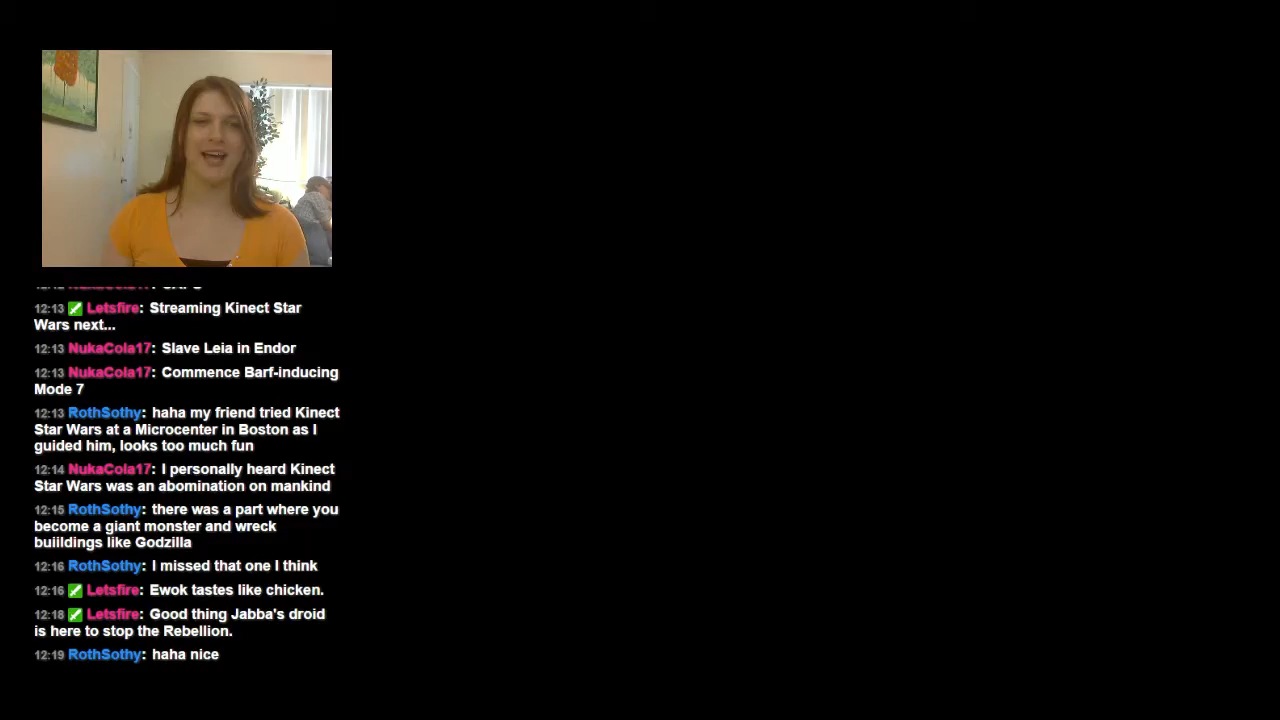 12:13 Letsfire: Streaming Kinect Star
Wars next...
12:13 NukaCola17: Slave Leia in Endor
12:13 NukaCola17: Commence Barf-inducing
Mode 7
12:13 RothSothy: haha my friend tried Kinect
Star Wars at a Microcenter in Boston as I
guided him, looks too much fun
12:14 NukaCola17: I personally heard Kinect
Star Wars was an abomination on mankind
12:15 RothSothy: there was a part where you
become a giant monster and wreck
buiildings like Godzilla
12:16 RothSothy: I missed that one I think
12:16 Letsfire: Ewok tastes like chicken.
12:18 Letsfire: Good thing Jabba's droid
is here to stop the Rebellion.
12:19 RothSothy: haha nice